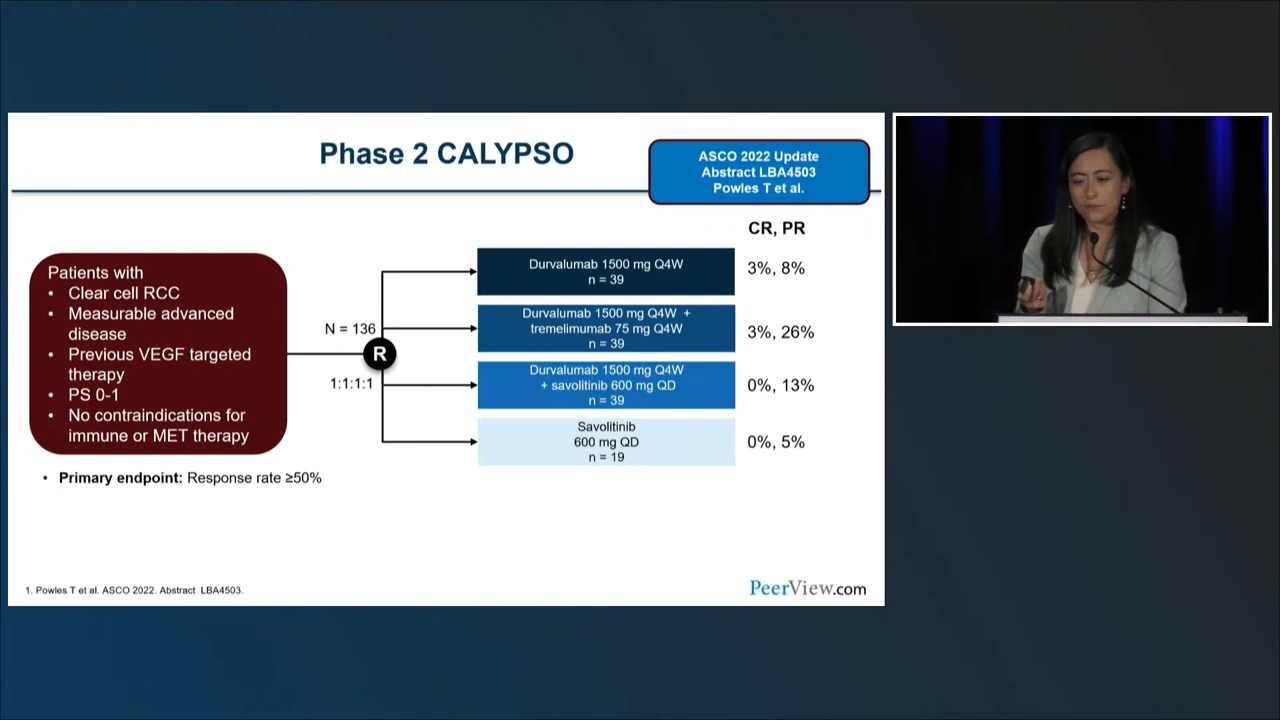 Phase 2 CALYPSO
ASCO 2022 Update
Abstract LBA4503
Powles T et al.
CR, PR
Patients with
• Clear cell RCC
• Measurable advanced
disease
• Previous VEGF targeted
therapy
• PS 0-1
• No contraindications for
immune or MET therapy
N = 136
R
1:1:1:1
Durvalumab 1500 mg Q4W
n = 39
3%, 8%
Durvalumab 1500 mg Q4W +
tremelimumab 75 mg Q4W
n = 39
3%, 26%
Durvalumab 1500 mg Q4W
+ savolitinib 600 mg QD
n = 39
0%, 13%
Savolitinib
600 mg QD
n = 19
0%, 5%
• Primary endpoint: Response rate ≥50%
1. Powles T et al. ASCO 2022. Abstract LBA4503.
PeerView.com